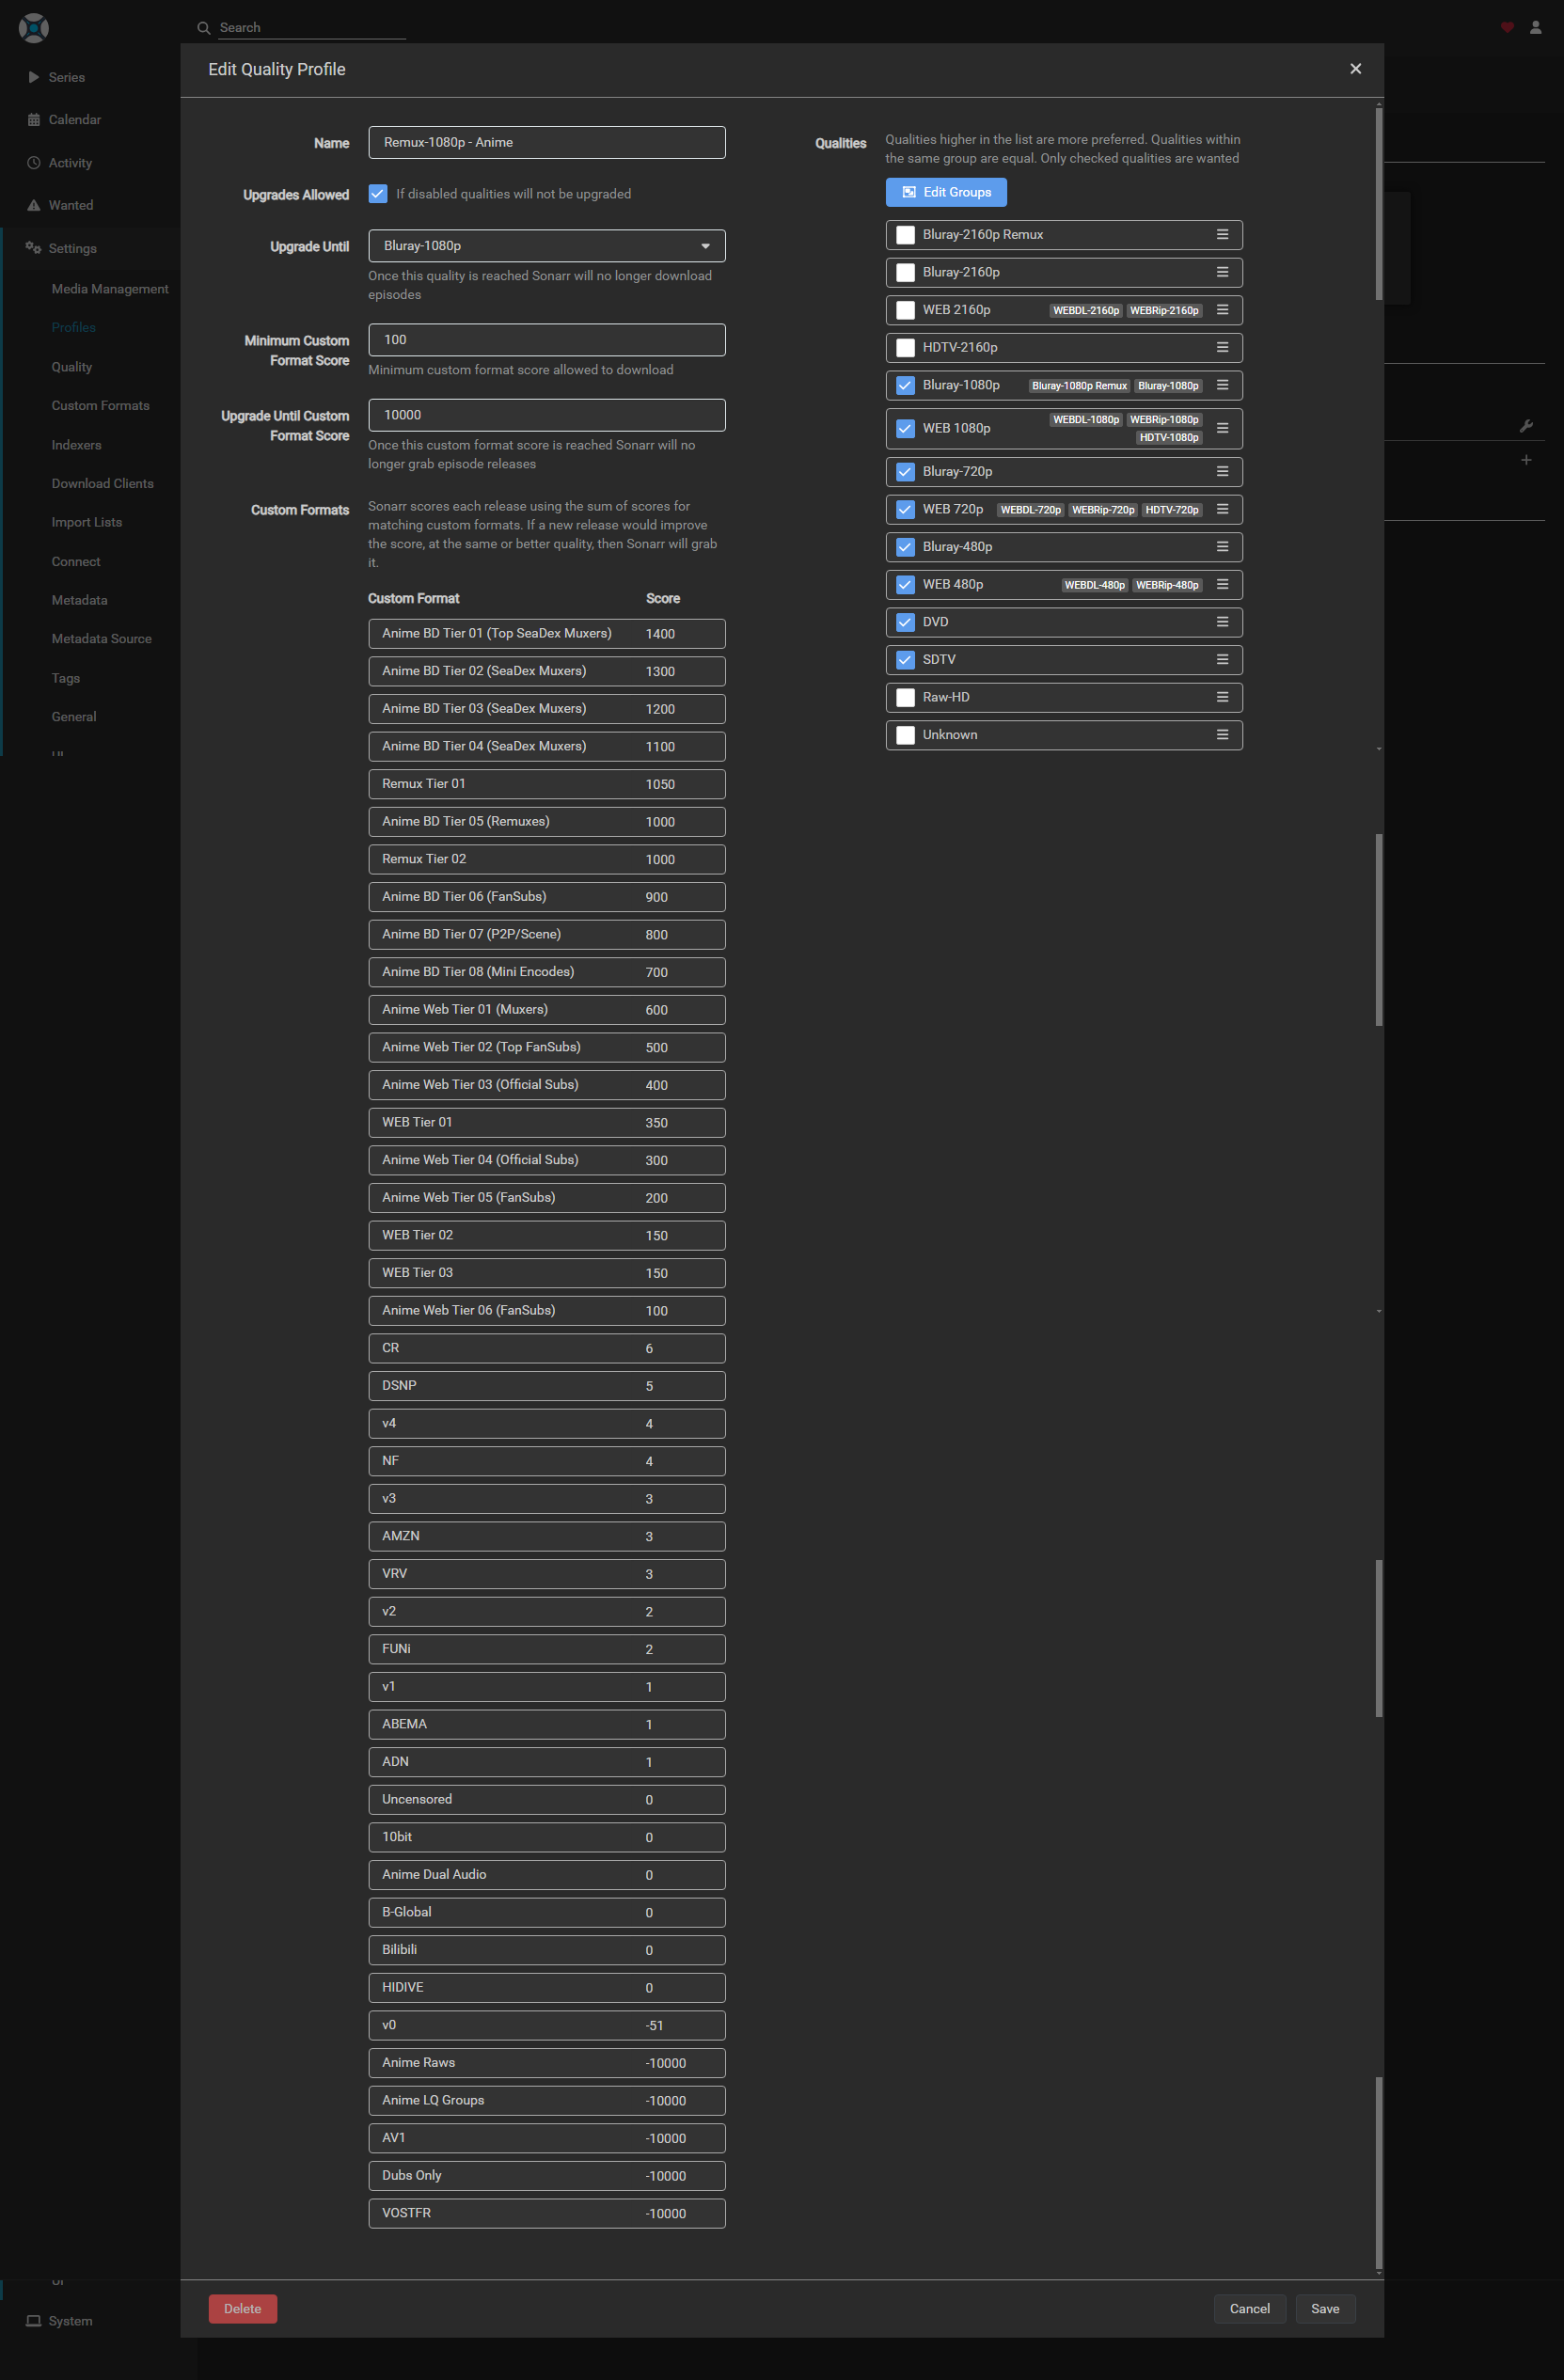 Search
Series
Calendar
Activity
Wanted
Settings
Media Management
Profiles
Quality
Custom Formats
Indexers
Download Clients
Import Lists
Connect
Metadata
Metadata Source
Tags
General
UI
System
Edit Quality Profile
Name
Remux-1080p - Anime
Upgrades Allowed
If disabled qualities will not be upgraded
Upgrade Until
Bluray-1080p
Once this quality is reached Sonarr will no longer download
episodes
Minimum Custom
Format Score
100
Minimum custom format score allowed to download
Upgrade Until Custom
Format Score
10000
Once this custom format score is reached Sonarr will no
longer grab episode releases
Custom Formats
Sonarr scores each release using the sum of scores for
matching custom formats. If a new release would improve
the score, at the same or better quality, then Sonarr will grab
it.
Custom Format Score
Anime BD Tier 01 (Top SeaDex Muxers) 1400
Anime BD Tier 02 (SeaDex Muxers) 1300
Anime BD Tier 03 (SeaDex Muxers) 1200
Anime BD Tier 04 (SeaDex Muxers) 1100
Remux Tier 01 1050
Anime BD Tier 05 (Remuxes) 1000
Remux Tier 02 1000
Anime BD Tier 06 (FanSubs) 900
Anime BD Tier 07 (P2P/Scene) 800
Anime BD Tier 08 (Mini Encodes) 700
Anime Web Tier 01 (Muxers) 600
Anime Web Tier 02 (Top FanSubs) 500
Anime Web Tier 03 (Official Subs) 400
WEB Tier 01 350
Anime Web Tier 04 (Official Subs) 300
Anime Web Tier 05 (FanSubs) 200
WEB Tier 02 150
WEB Tier 03 150
Anime Web Tier 06 (FanSubs) 100
CR 6
DSNP 5
v4 4
NF 4
v3 3
AMZN 3
VRV 3
v2 2
FUNi 2
v1 1
ABEMA 1
ADN 1
Uncensored 0
10bit 0
Anime Dual Audio 0
B-Global 0
Bilibili 0
HIDIVE 0
v0 -51
Anime Raws -10000
Anime LQ Groups -10000
AV1 -10000
Dubs Only -10000
VOSTFR -10000
Qualities
Qualities higher in the list are more preferred. Qualities within
the same group are equal. Only checked qualities are wanted
Edit Groups
Bluray-2160p Remux
Bluray-2160p
WEB 2160p WEBDL-2160p WEBRip-2160p
HDTV-2160p
Bluray-1080p Bluray-1080p Remux Bluray-1080p
WEB 1080p WEBDL-1080p WEBRip-1080p
HDTV-1080p
Bluray-720p
WEB 720p WEBDL-720p WEBRip-720p HDTV-720p
Bluray-480p
WEB 480p WEBDL-480p WEBRip-480p
DVD
SDTV
Raw-HD
Unknown
Delete
Cancel
Save